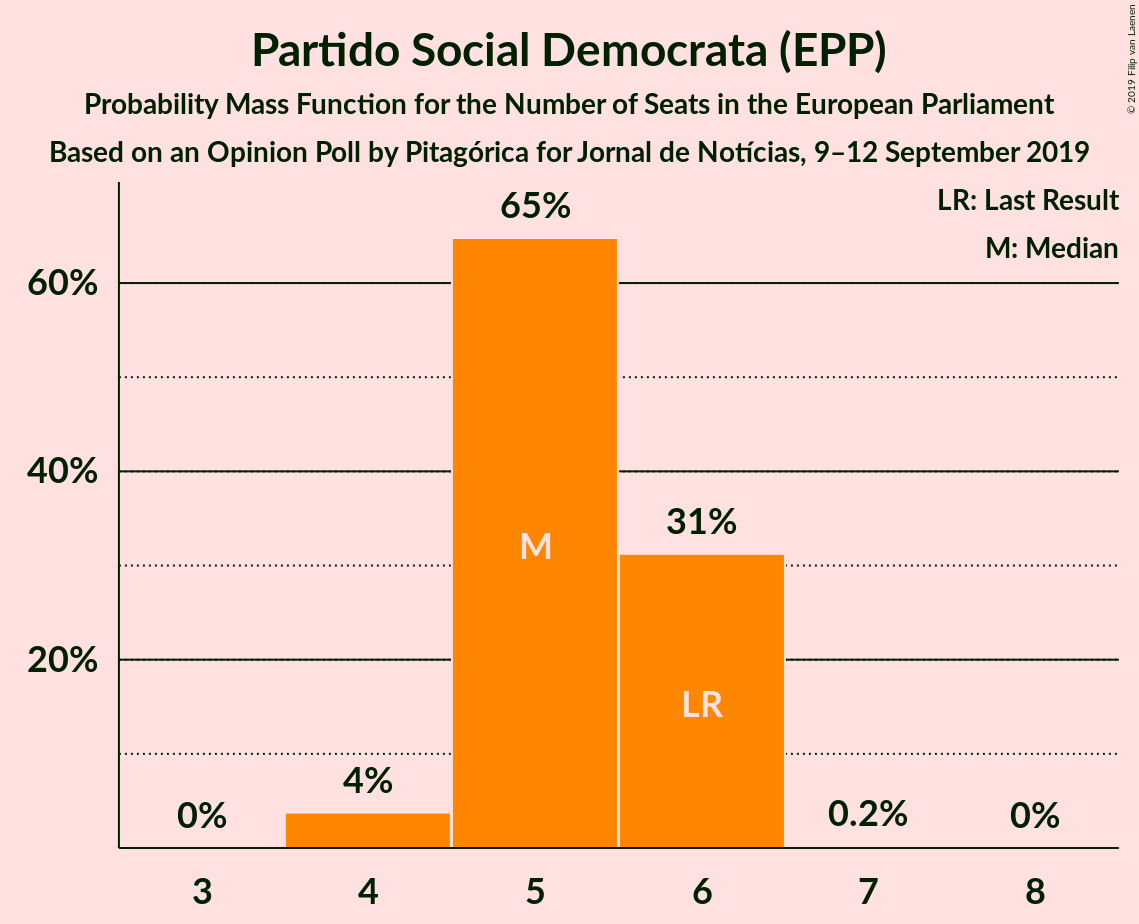 Partido Social Democrata (EPP)
Probability Mass Function for the Number of Seats in the European Parliament
Based on an Opinion Poll by Pitagórica for Jornal de Notícias, 9–12 September 2019
© 2019 Filip van Laenen
LR: Last Result
M: Median
60%
40%
20%
0%
4%
65%
31%
0.2%
0%
M
LR
3 4 5 6 7 8